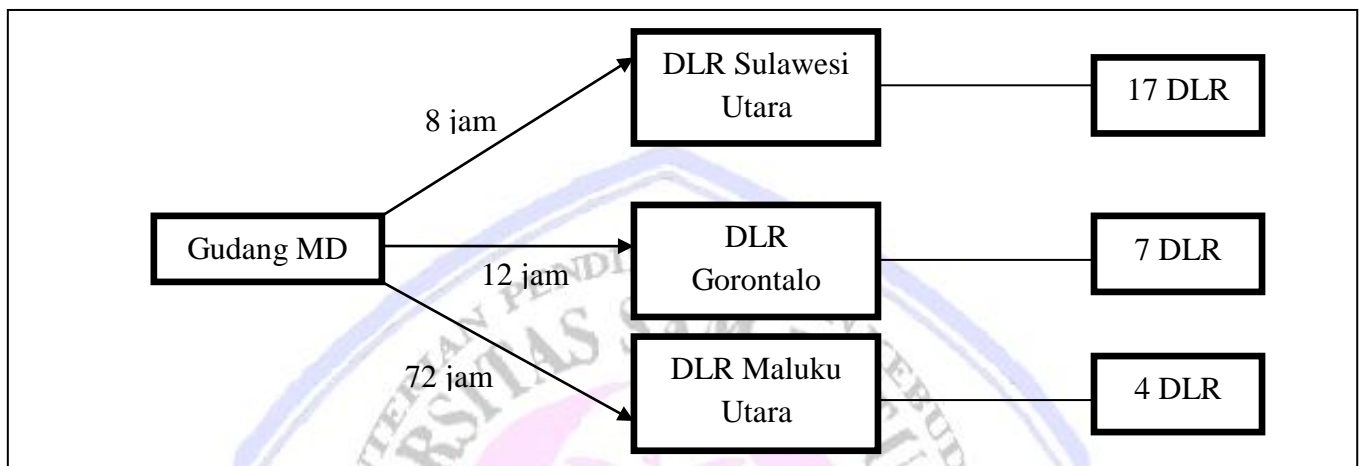 DLR Sulawesi
Utara
17 DLR
8 jam
Gudang MD
DLR
Gorontalo
7 DLR
12 jam
DLR Maluku
Utara
4 DLR
72 jam